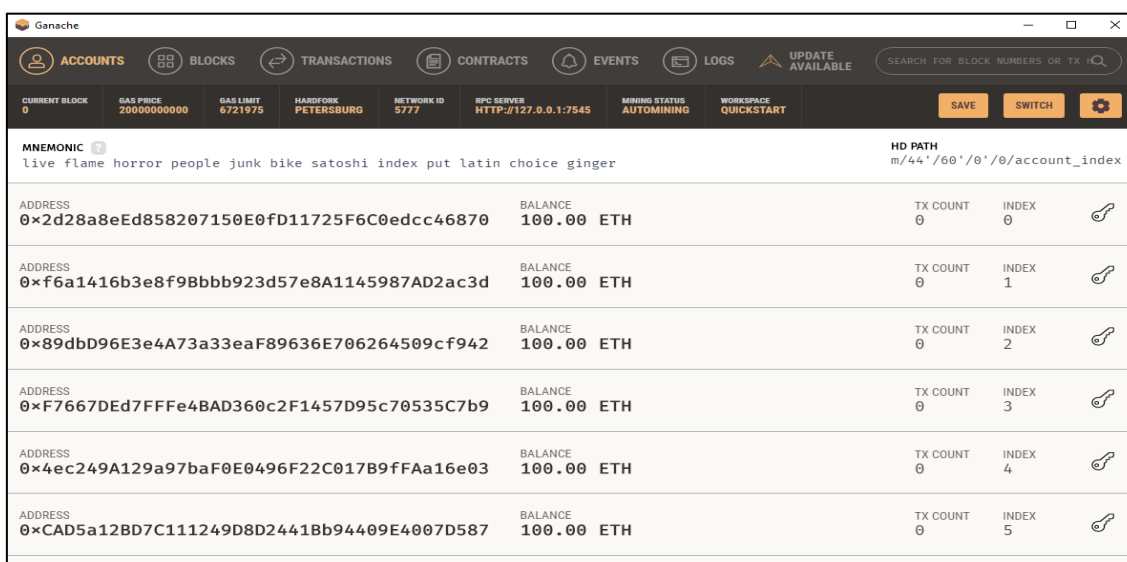 Ganache
ACCOUNTS BLOCKS TRANSACTIONS CONTRACTS EVENTS LOGS UPDATE AVAILABLE SEARCH FOR BLOCK NUMBERS OR TX H
CURRENT BLOCK GAS PRICE GAS LIMIT HARDFORK NETWORK ID RPC SERVER MINING STATUS WORKSPACE
0 20000000000 6721975 PETERSBURG 5777 HTTP://127.0.0.1:7545 AUTOMINING QUICKSTART SAVE SWITCH
MNEMONIC ? HD PATH
live flame horror people junk bike satoshi index put latin choice ginger m/44'/60'/0'/0/account_index
ADDRESS BALANCE TX COUNT INDEX
0×2d28a8eEd858207150E0fD11725F6C0edcc46870 100.00 ETH 0 0
ADDRESS BALANCE TX COUNT INDEX
0×f6a1416b3e8f9Bbbb923d57e8A1145987AD2ac3d 100.00 ETH 0 1
ADDRESS BALANCE TX COUNT INDEX
0×89dbD96E3e4A73a33eaF89636E706264509cf942 100.00 ETH 0 2
ADDRESS BALANCE TX COUNT INDEX
0×F7667DEd7FFFe4BAD360c2F1457D95c70535C7b9 100.00 ETH 0 3
ADDRESS BALANCE TX COUNT INDEX
0×4ec249A129a97baF0E0496F22C017B9fFAa16e03 100.00 ETH 0 4
ADDRESS BALANCE TX COUNT INDEX
0×CAD5a12BD7C111249D8D2441Bb94409E4007D587 100.00 ETH 0 5